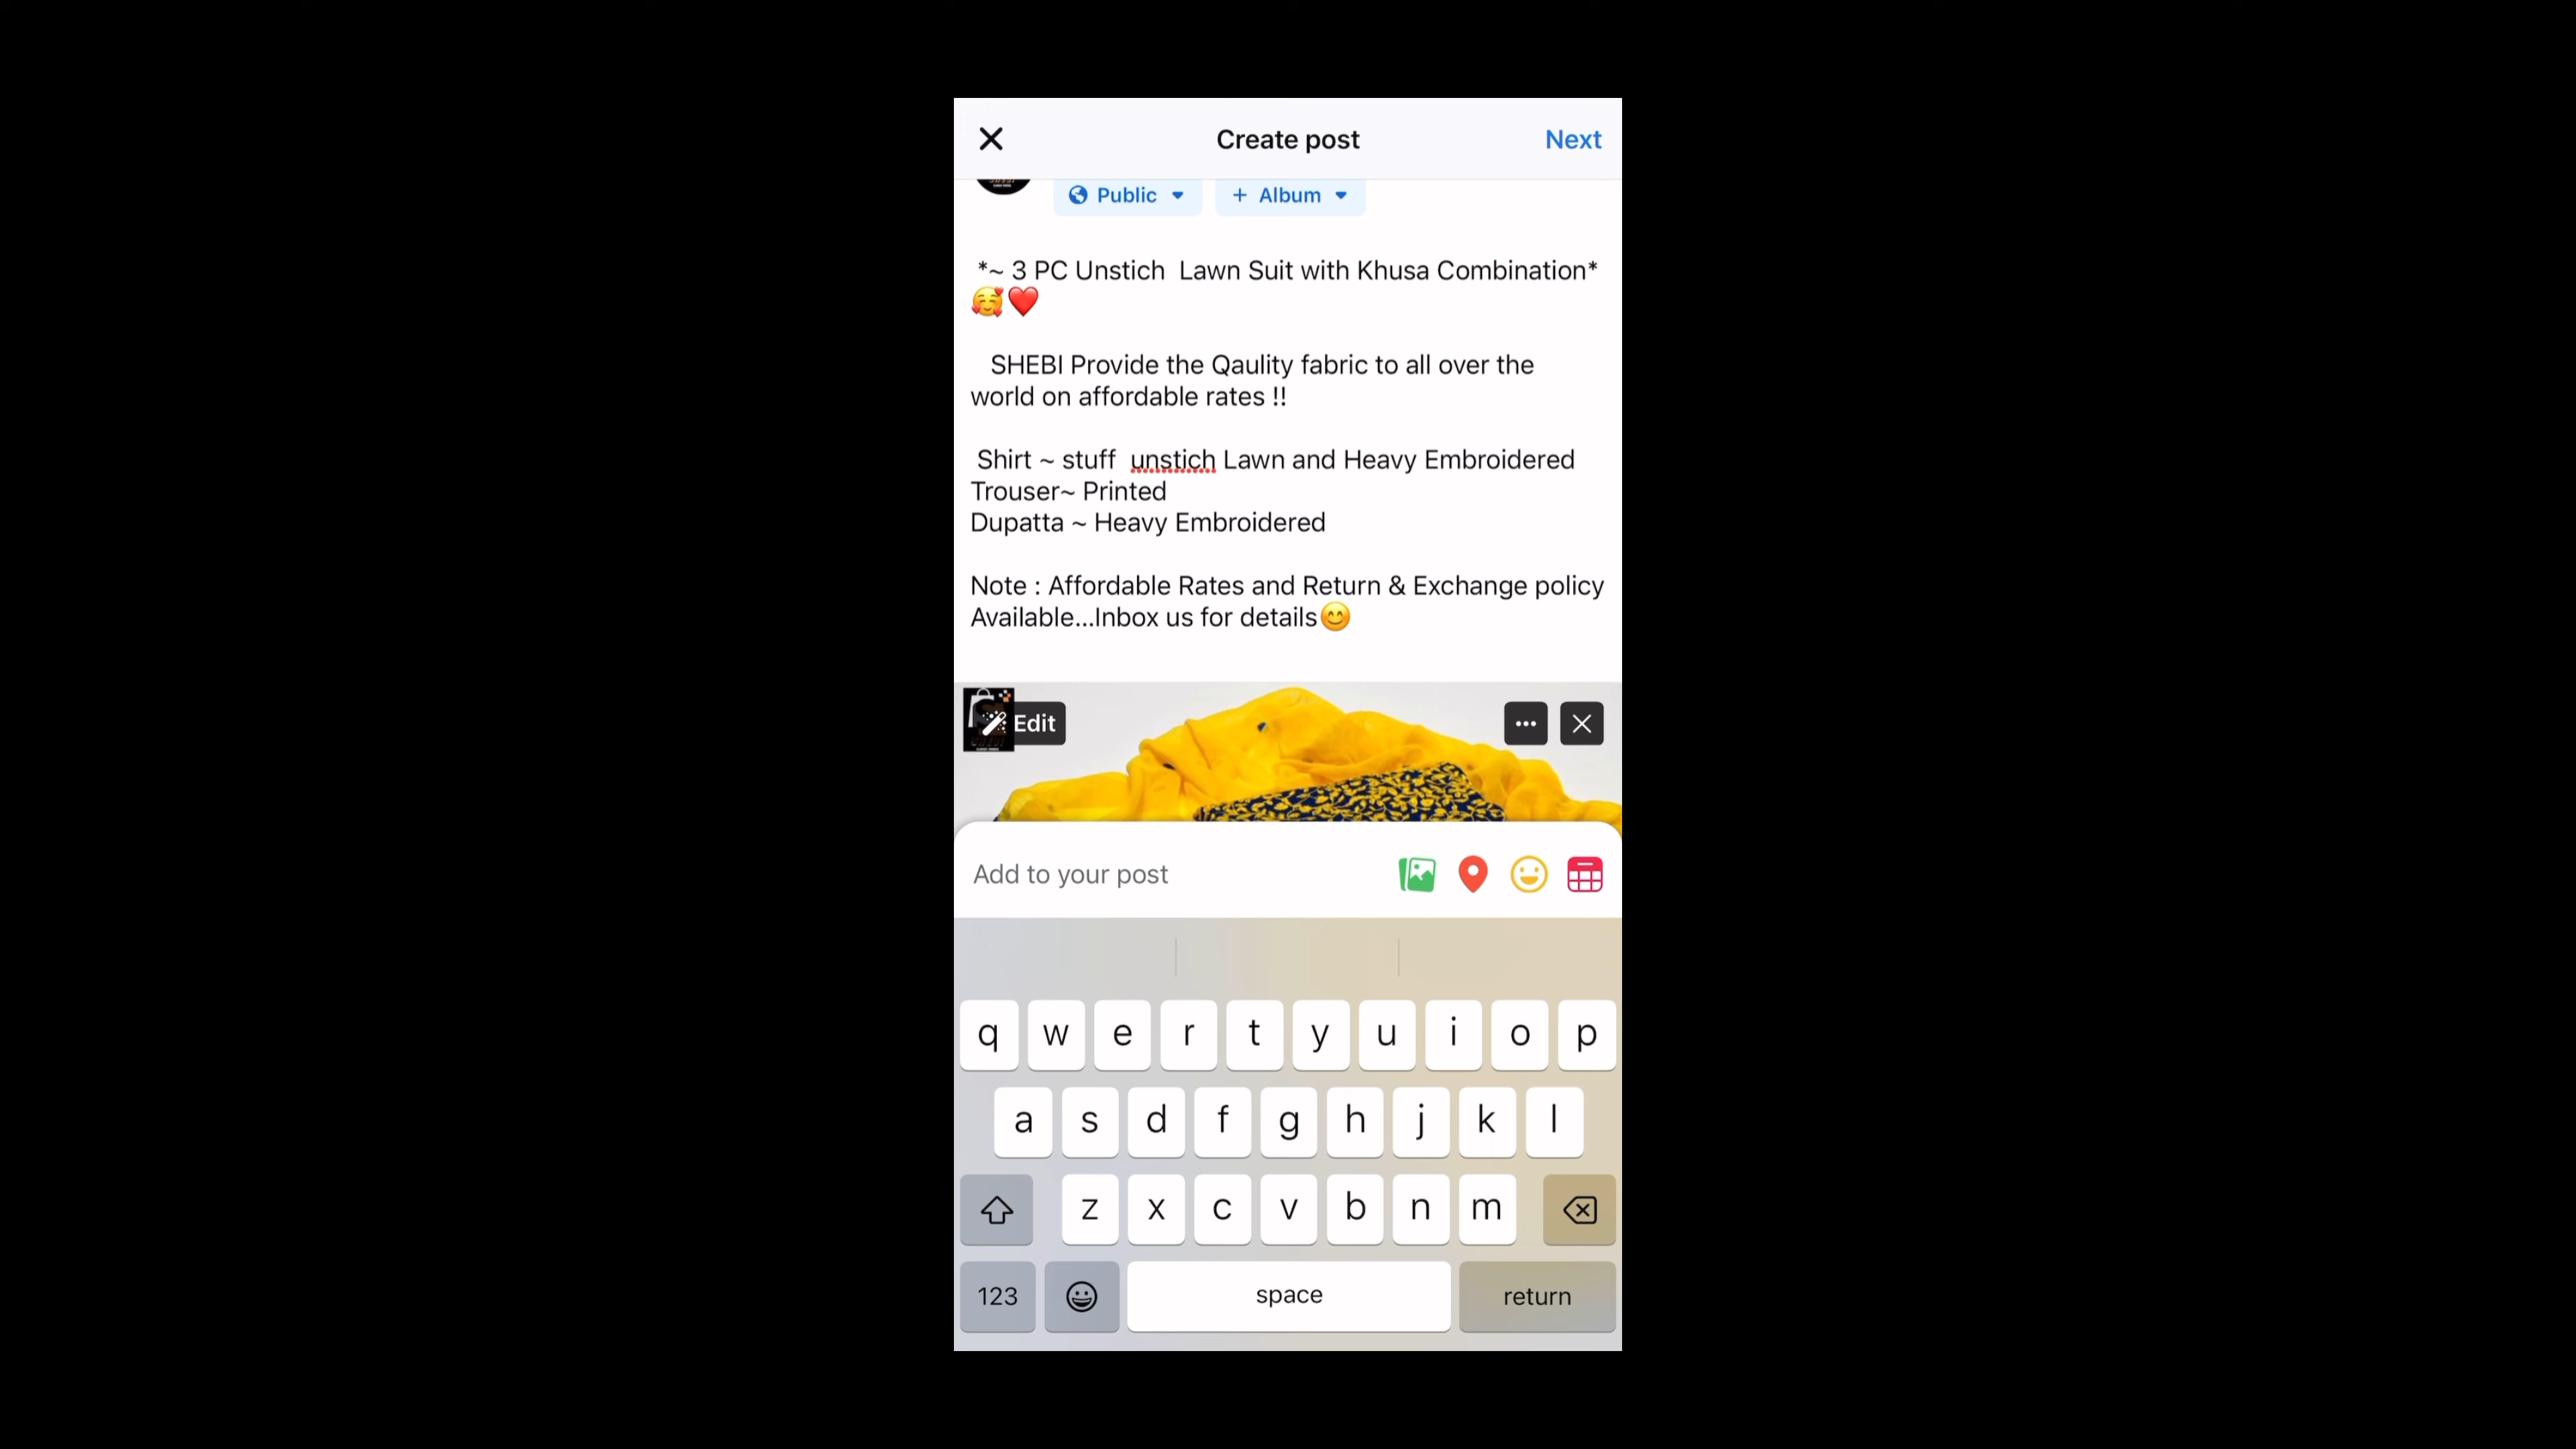 Create post
Next
Public
+ Album
*~ 3 PC Unstich  Lawn Suit with Khusa Combination*
🥰❤️
SHEBI Provide the Qaulity fabric to all over the
world on affordable rates !!
Shirt ~ stuff  unstich Lawn and Heavy Embroidered
Trouser~ Printed
Dupatta ~ Heavy Embroidered
Note : Affordable Rates and Return & Exchange policy
Available...Inbox us for details😊
Edit
Add to your post
q w e r t y u i o p
a s d f g h j k l
z x c v b n m
123 space return